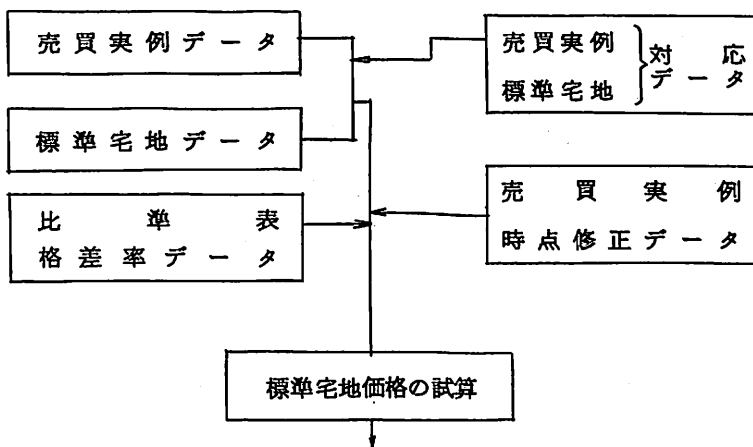 売買実例データ
標準宅地データ
比準表
格差率データ
売買実例
標準宅地
対応
データ
売買実例
時点修正データ
標準宅地価格の試算